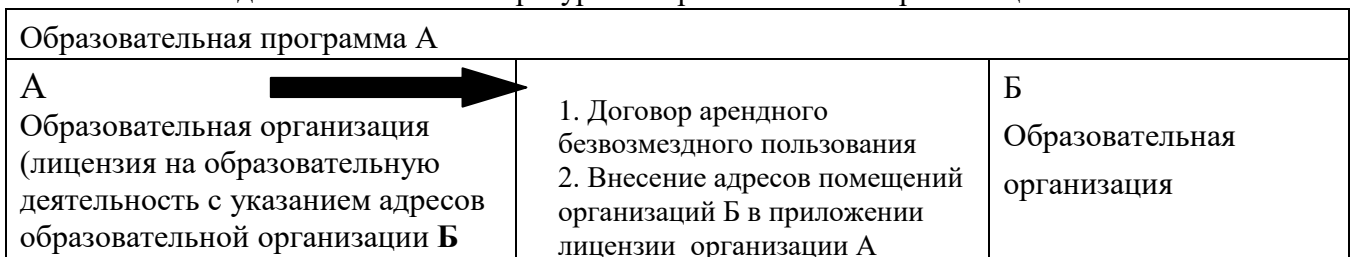 Образовательная программа А
А
Образовательная организация
(лицензия на образовательную
деятельность с указанием адресов
образовательной организации Б
1. Договор арендного
безвозмездного пользования
2. Внесение адресов помещений
организаций Б в приложении
лицензии организации А
Б
Образовательная
организация